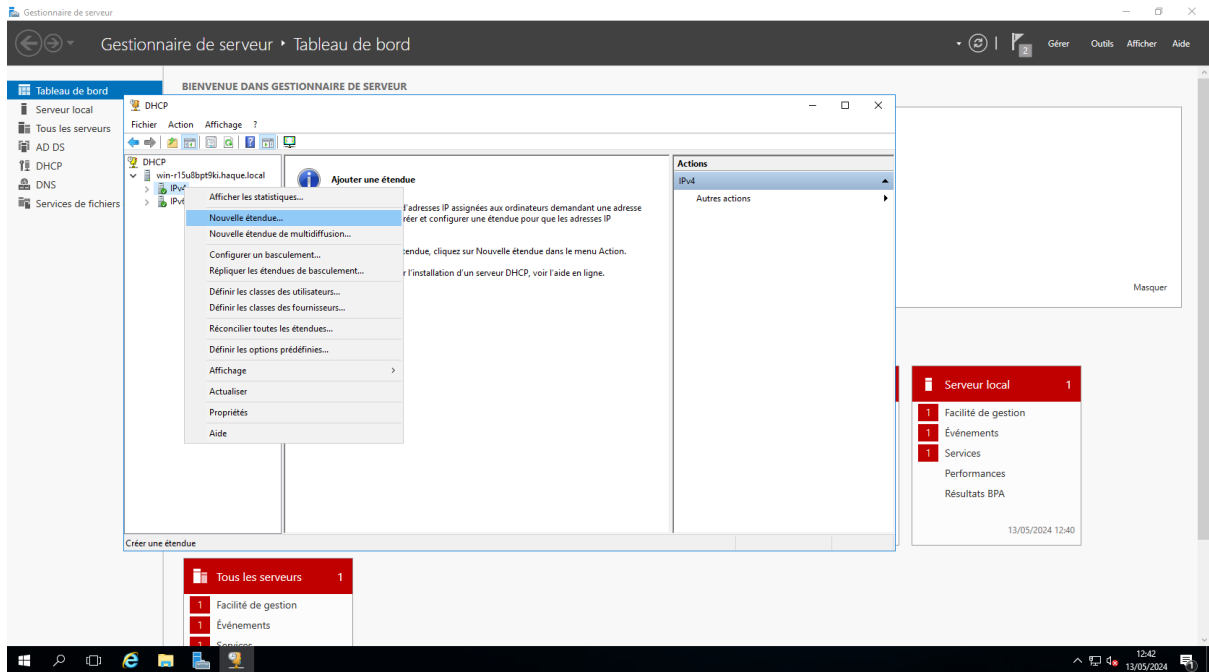 Gestionnaire de serveur
Gestionnaire de serveur
Tableau de bord
2
Gérer
Outils
Afficher
Aide
Tableau de bord
Serveur local
Tous les serveurs
AD DS
DHCP
DNS
Services de fichiers
BIENVENUE DANS GESTIONNAIRE DE SERVEUR
DHCP
Fichier
Action
Affichage
?
DHCP
win-r15u8bpt9ki.haque.local
IPv4
IPv6
Ajouter une étendue
d'adresses IP assignées aux ordinateurs demandant une adresse
créer et configurer une étendue pour que les adresses IP
étendue, cliquez sur Nouvelle étendue dans le menu Action.
r l'installation d'un serveur DHCP, voir l'aide en ligne.
Actions
IPv4
Autres actions
Afficher les statistiques...
Nouvelle étendue...
Nouvelle étendue de multidiffusion...
Configurer un basculement...
Répliquer les étendues de basculement...
Définir les classes des utilisateurs...
Définir les classes des fournisseurs...
Réconcilier toutes les étendues...
Définir les options prédéfinies...
Affichage
Actualiser
Propriétés
Aide
Créer une étendue
Masquer
Serveur local 1
1 Facilité de gestion
1 Événements
1 Services
Performances
Résultats BPA
13/05/2024 12:40
Tous les serveurs 1
1 Facilité de gestion
1 Événements
1 Services
12:42
13/05/2024
1